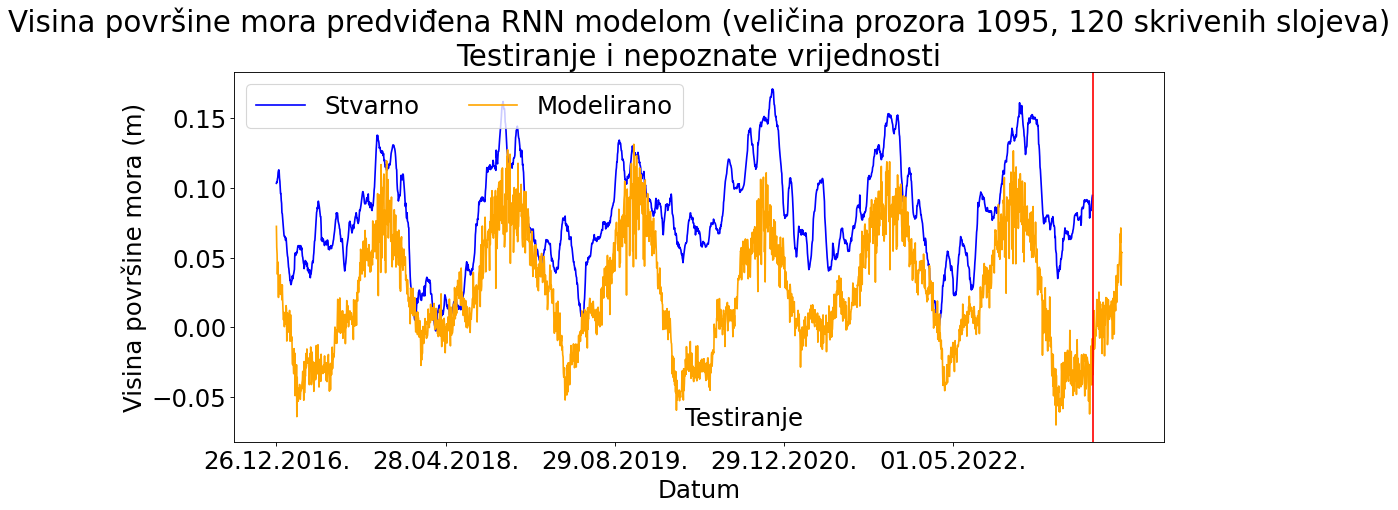 Visina površine mora predviđena RNN modelom (veličina prozora 1095, 120 skrivenih slojeva)
Testiranje i nepoznate vrijednosti
Stvarno
Modelirano
Visina površine mora (m)
0.15
0.10
0.05
0.00
−0.05
Testiranje
26.12.2016.
28.04.2018.
29.08.2019.
29.12.2020.
01.05.2022.
Datum